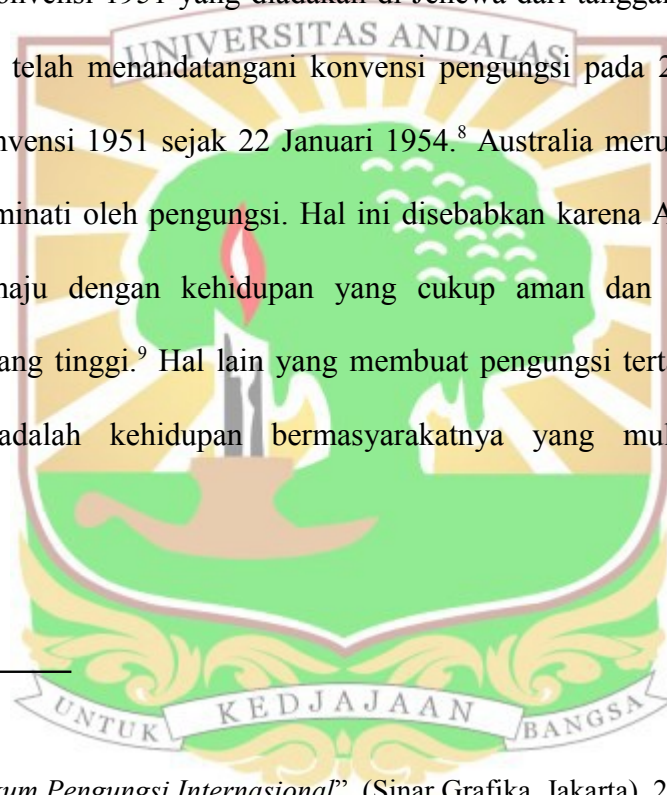 onvensi 1951 yang diadakan di Jenewa dari tanggal
UNIVERSITAS ANDALAS
telah menandatangani konvensi pengungsi pada 2
nvensi 1951 sejak 22 Januari 1954.⁸ Australia meru
minati oleh pengungsi. Hal ini disebabkan karena A
naju dengan kehidupan yang cukup aman dan
ang tinggi.⁹ Hal lain yang membuat pengungsi terta
adalah kehidupan bermasyarakatnya yang mul
UNTUK KEDJAJAAN BANGSA
kum Pengungsi Internasional”, (Sinar Grafika, Jakarta), 2